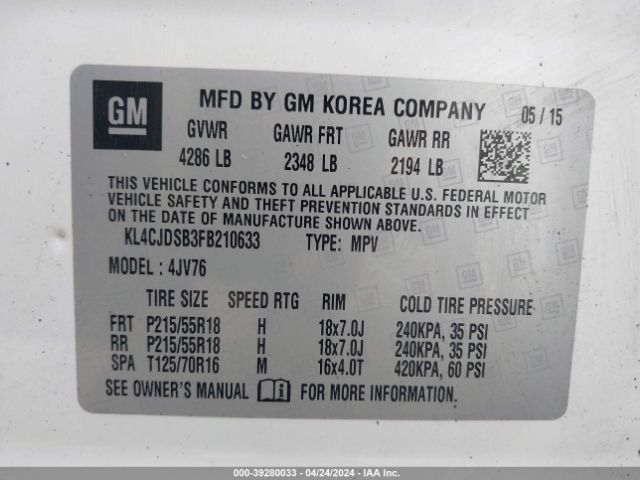 GM
MFD BY GM KOREA COMPANY 05 / 15
GVWR GAWR FRT GAWR RR
4286 LB 2348 LB 2194 LB
THIS VEHICLE CONFORMS TO ALL APPLICABLE U.S. FEDERAL MOTOR
VEHICLE SAFETY AND THEFT PREVENTION STANDARDS IN EFFECT
ON THE DATE OF MANUFACTURE SHOWN ABOVE.
KL4CJDSB3FB210633 TYPE: MPV
MODEL : 4JV76
TIRE SIZE SPEED RTG RIM COLD TIRE PRESSURE
FRT P215/55R18 H 18x7.0J 240KPA, 35 PSI
RR P215/55R18 H 18x7.0J 240KPA, 35 PSI
SPA T125/70R16 M 16x4.0T 420KPA, 60 PSI
SEE OWNER'S MANUAL i FOR MORE INFORMATION.
000-39280033 - 04/24/2024 - IAA Inc.